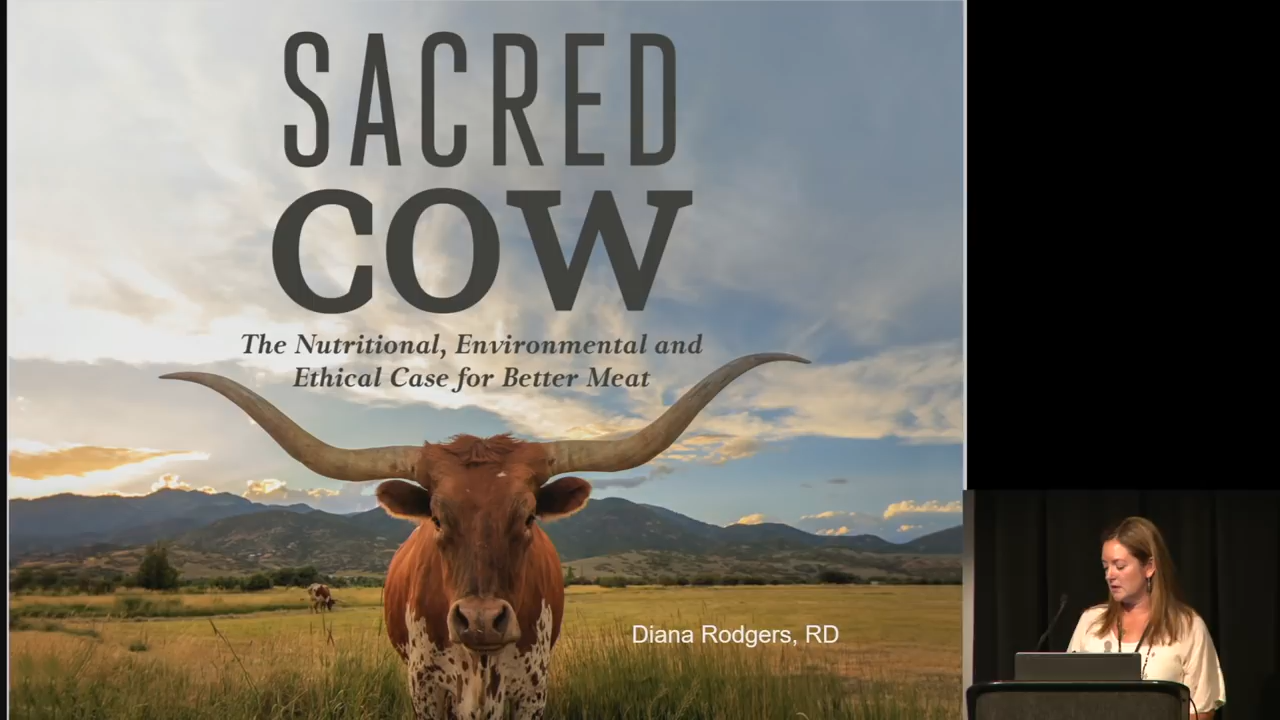 SACRED
COW
The Nutritional, Environmental and
Ethical Case for Better Meat
Diana Rodgers, RD